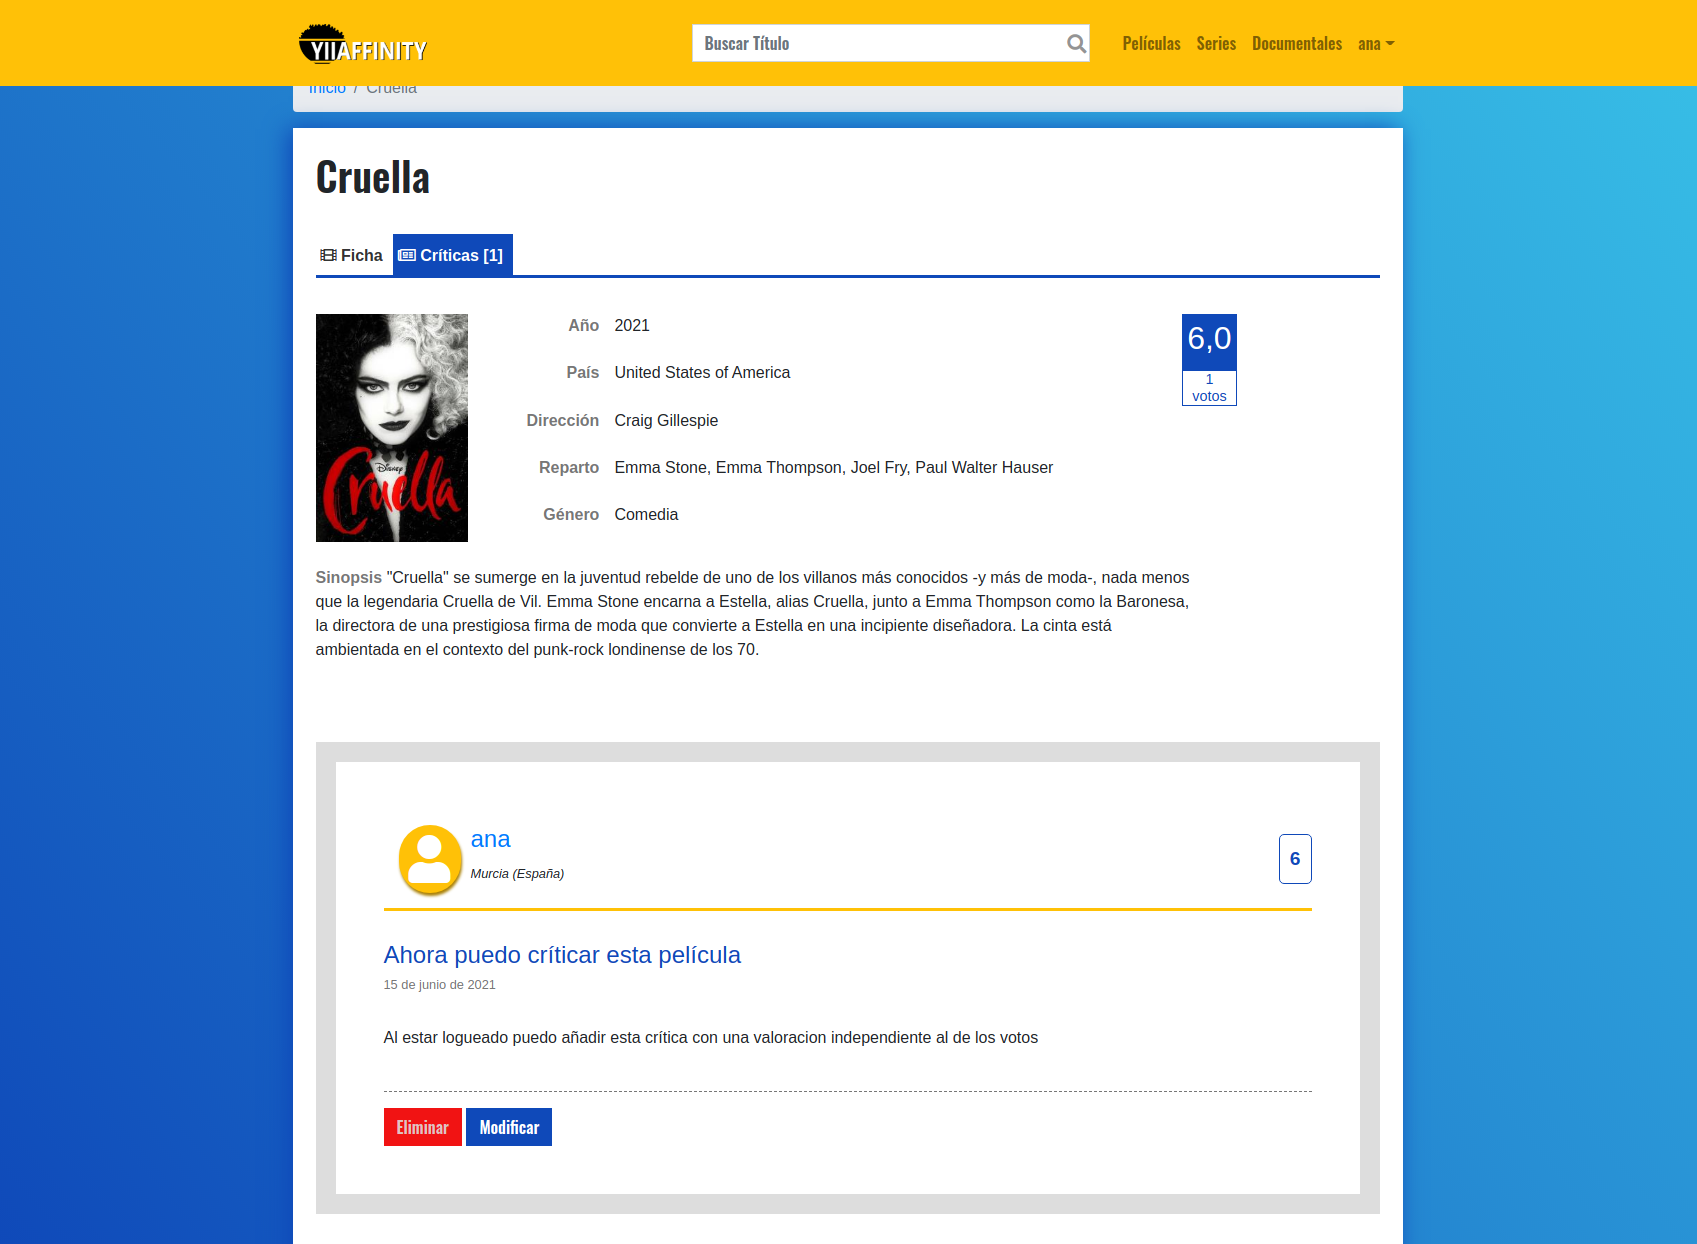 YIIAFFINITY
Buscar Título
Películas
Series
Documentales
ana
Inicio / Cruella
Cruella
Ficha
Críticas [1]
Año 2021
País United States of America
Dirección Craig Gillespie
Reparto Emma Stone, Emma Thompson, Joel Fry, Paul Walter Hauser
Género Comedia
6,0
1
votos
Disney
Cruella
Sinopsis "Cruella" se sumerge en la juventud rebelde de uno de los villanos más conocidos -y más de moda-, nada menos
que la legendaria Cruella de Vil. Emma Stone encarna a Estella, alias Cruella, junto a Emma Thompson como la Baronesa,
la directora de una prestigiosa firma de moda que convierte a Estella en una incipiente diseñadora. La cinta está
ambientada en el contexto del punk-rock londinense de los 70.
ana
Murcia (España)
6
Ahora puedo críticar esta película
15 de junio de 2021
Al estar logueado puedo añadir esta crítica con una valoracion independiente al de los votos
Eliminar
Modificar